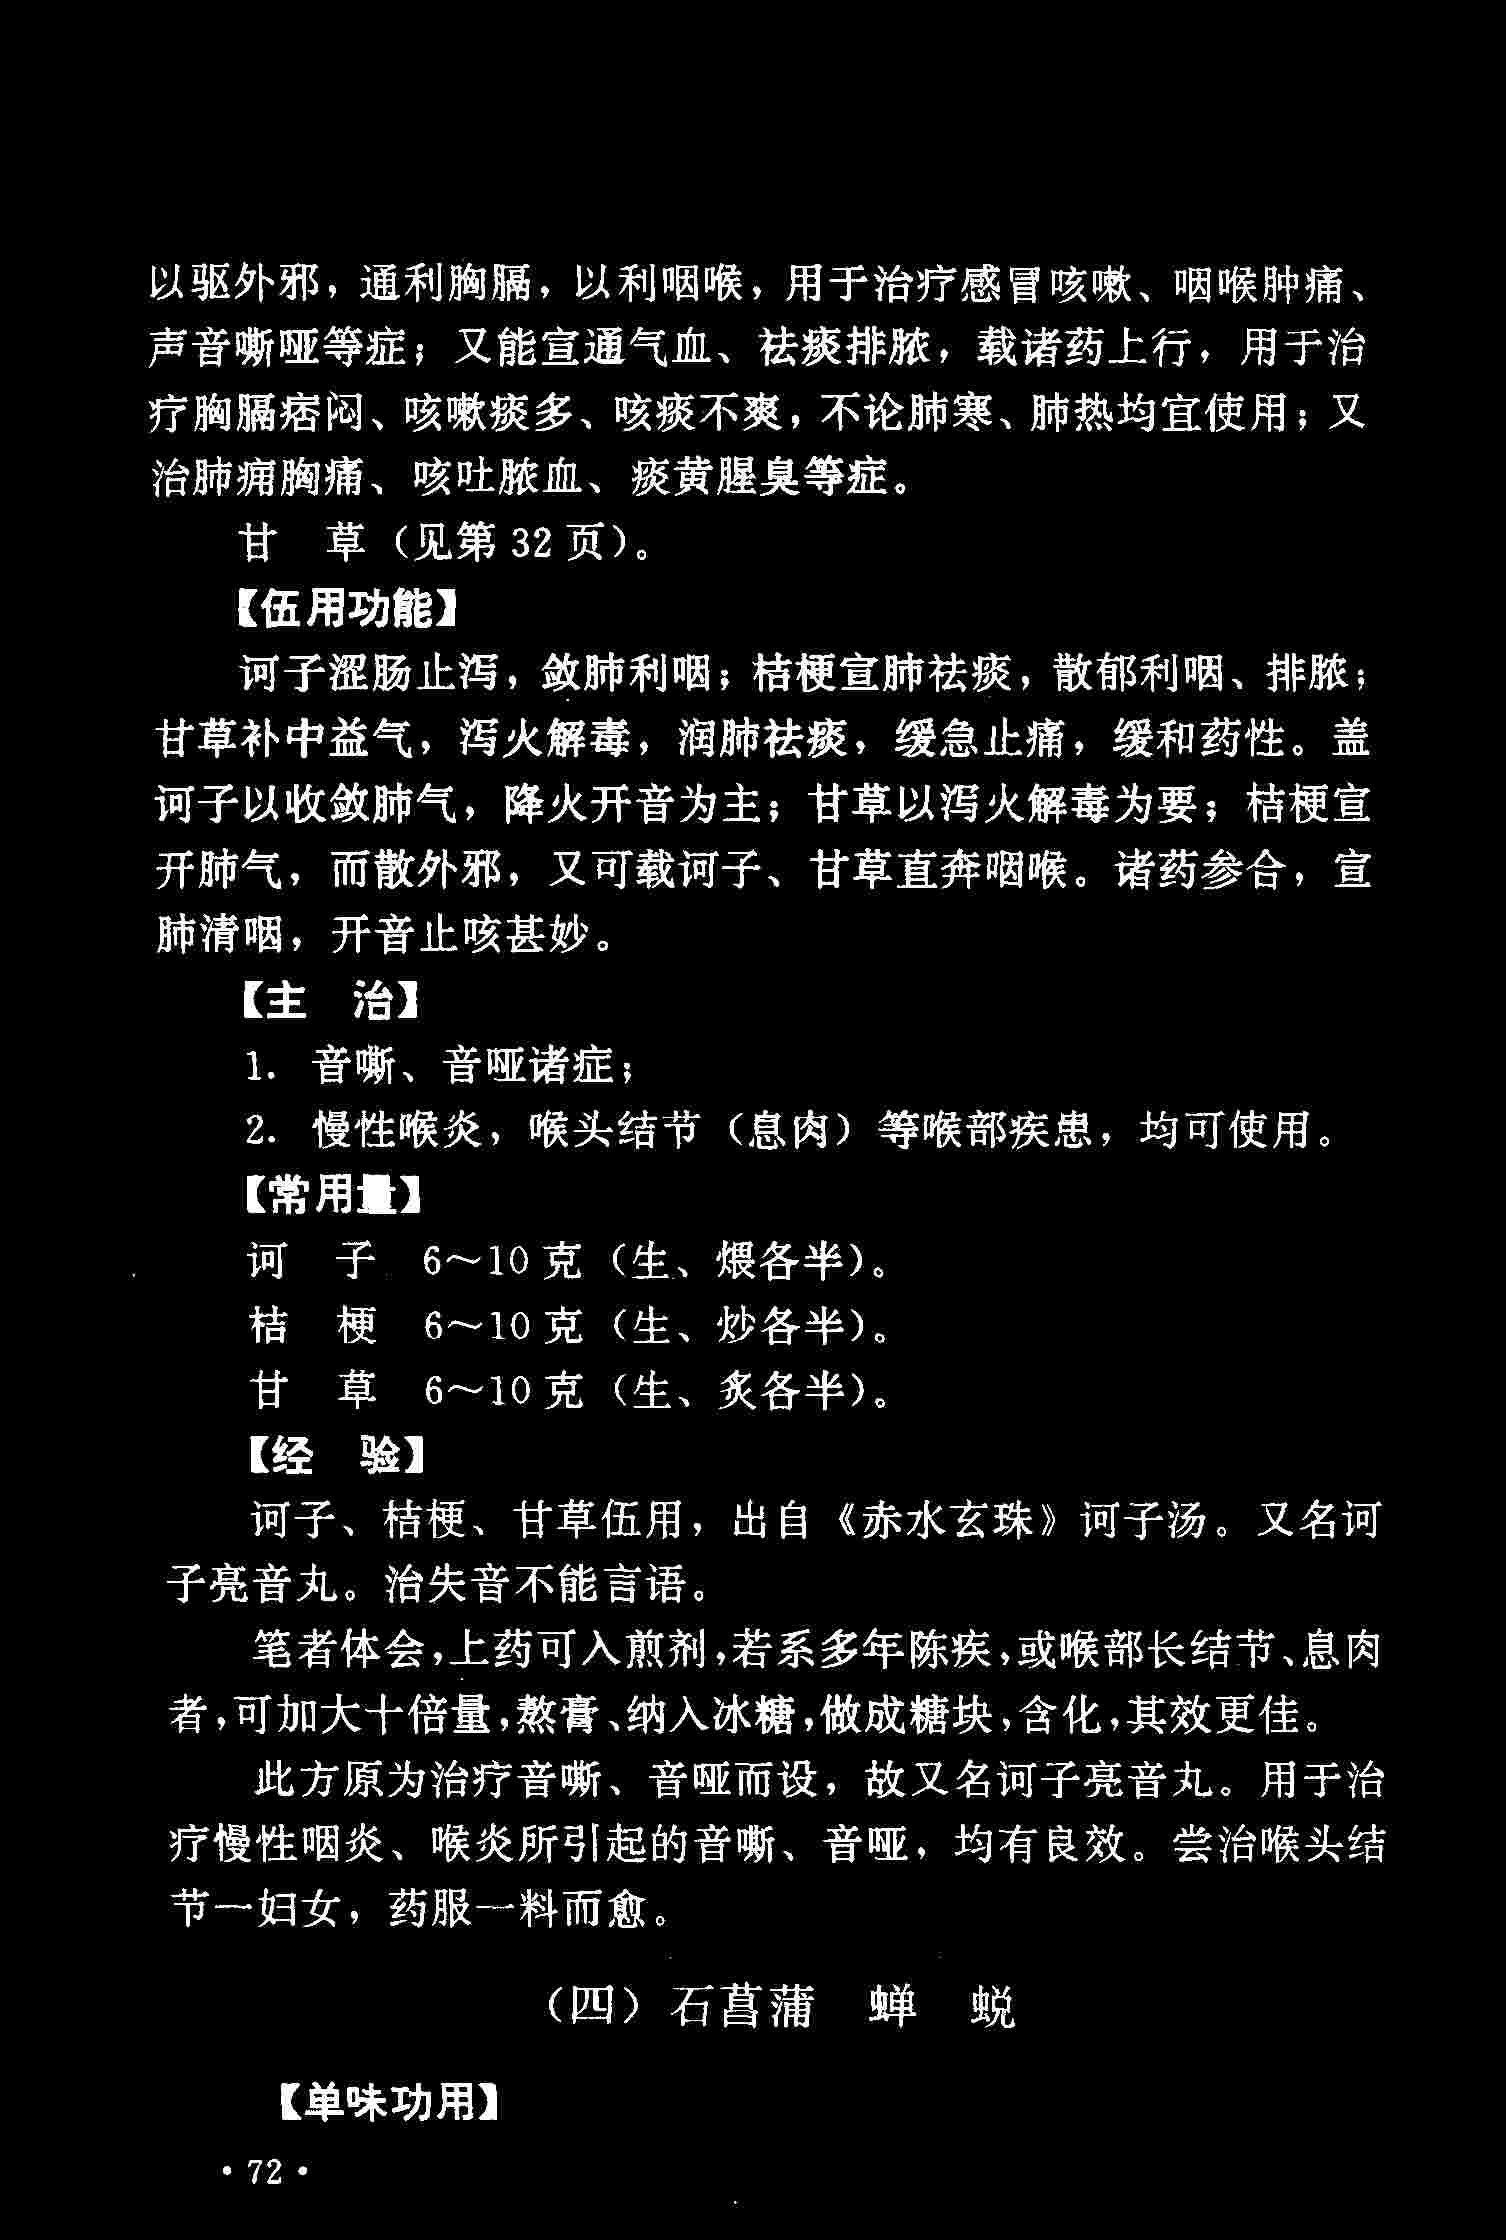 以驱外邪，通利胸膈，以利咽喉，用于治疗感冒咳嗽、咽喉肿痛、
声音嘶哑等症；又能宣通气血、祛痰排脓，载诸药上行，用于治
疗胸膈痞闷、咳嗽痰多、咳痰不爽，不论肺寒、肺热均宜使用；又
治肺痈胸痛、咳吐脓血、痰黄腥臭等症。
甘　草（见第 32 页）。
【伍用功能】
诃子涩肠止泻，敛肺利咽；桔梗宣肺祛痰，散郁利咽、排脓；
甘草补中益气，泻火解毒，润肺祛痰，缓急止痛，缓和药性。盖
诃子以收敛肺气，降火开音为主；甘草以泻火解毒为要；桔梗宣
开肺气，而散外邪，又可载诃子、甘草直奔咽喉。诸药参合，宣
肺清咽，开音止咳甚妙。
【主　治】
1. 音嘶、音哑诸症；
2. 慢性喉炎，喉头结节（息肉）等喉部疾患，均可使用。
【常用量】
诃　子　6～10 克（生、煨各半）。
桔　梗　6～10 克（生、炒各半）。
甘　草　6～10 克（生、炙各半）。
【经　验】
诃子、桔梗、甘草伍用，出自《赤水玄珠》诃子汤。又名诃
子亮音丸。治失音不能言语。
笔者体会，上药可入煎剂，若系多年陈疾，或喉部长结节、息肉
者，可加大十倍量，熬膏、纳入冰糖，做成糖块，含化，其效更佳。
此方原为治疗音嘶、音哑而设，故又名诃子亮音丸。用于治
疗慢性咽炎、喉炎所引起的音嘶、音哑，均有良效。尝治喉头结
节一妇女，药服一料而愈。
（四）石菖蒲　蝉　蜕
【单味功用】
· 72 ·